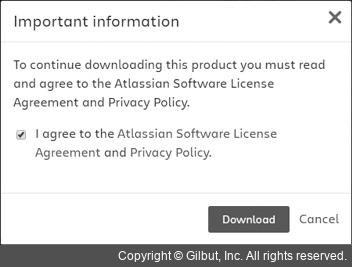 Important information
To continue downloading this product you must read
and agree to the Atlassian Software License
Agreement and Privacy Policy.
I agree to the Atlassian Software License
Agreement and Privacy Policy.
Download Cancel
Copyright © Gilbut, Inc. All rights reserved.